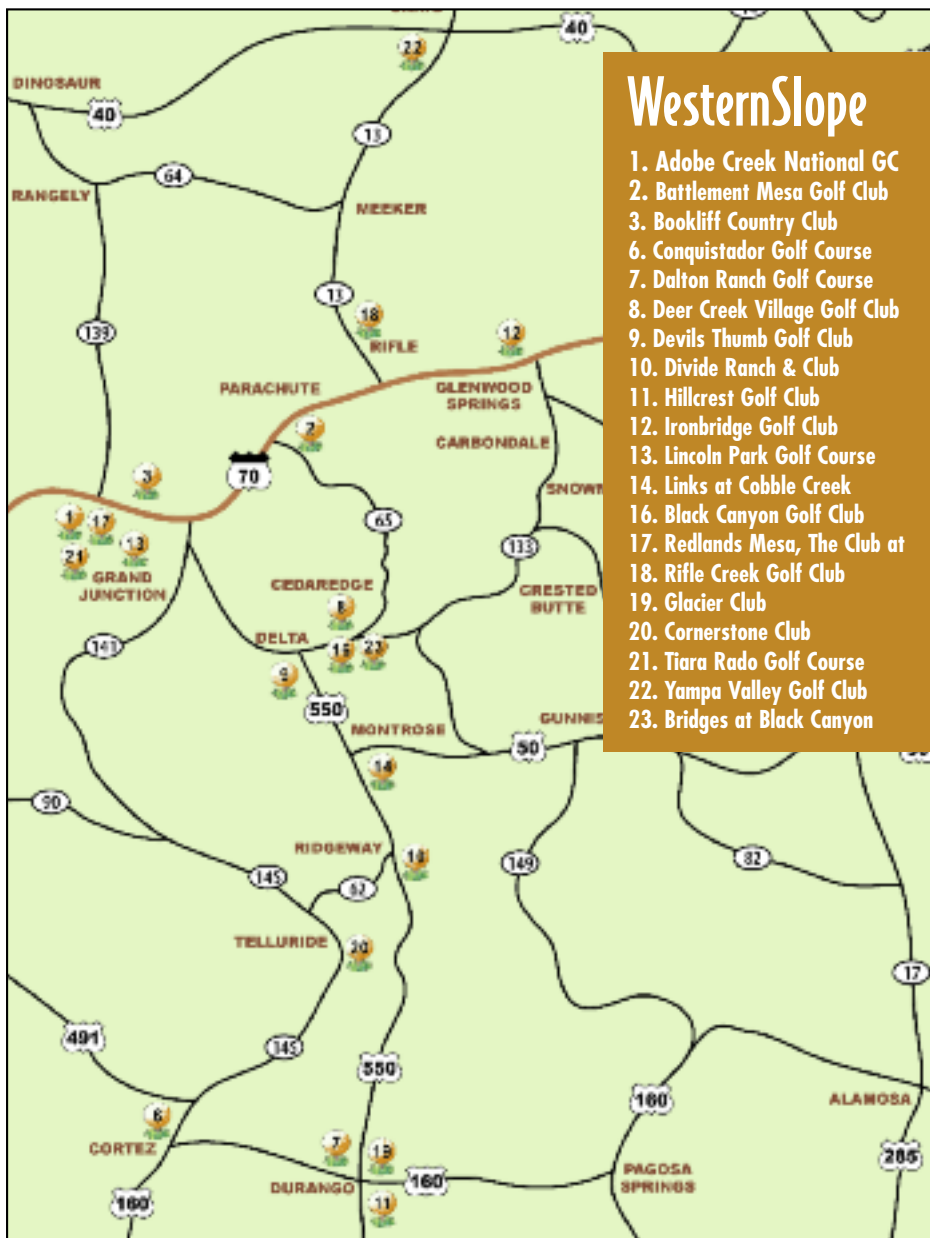 40
22
DINOSAUR
40
13
64
RANGELY
MEEKER
13
18
12
139
RIFLE
PARACHUTE
GLENWOOD
SPRINGS
2
CARBONDALE
3
70
1
17
65
13
21
133
GRAND
JUNCTION
CEDAREDGE
CRESTED
BUTTE
8
141
DELTA
16
23
9
550
MONTROSE
50
14
90
RIDGEWAY
10
149
82
145
62
TELLURIDE
20
17
491
145
550
160
ALAMOSA
6
CORTEZ
7
19
285
DURANGO
160
PAGOSA
SPRINGS
160
11
WesternSlope
1. Adobe Creek National GC
2. Battlement Mesa Golf Club
3. Bookliff Country Club
6. Conquistador Golf Course
7. Dalton Ranch Golf Course
8. Deer Creek Village Golf Club
9. Devils Thumb Golf Club
10. Divide Ranch & Club
11. Hillcrest Golf Club
12. Ironbridge Golf Club
13. Lincoln Park Golf Course
14. Links at Cobble Creek
16. Black Canyon Golf Club
17. Redlands Mesa, The Club at
18. Rifle Creek Golf Club
19. Glacier Club
20. Cornerstone Club
21. Tiara Rado Golf Course
22. Yampa Valley Golf Club
23. Bridges at Black Canyon